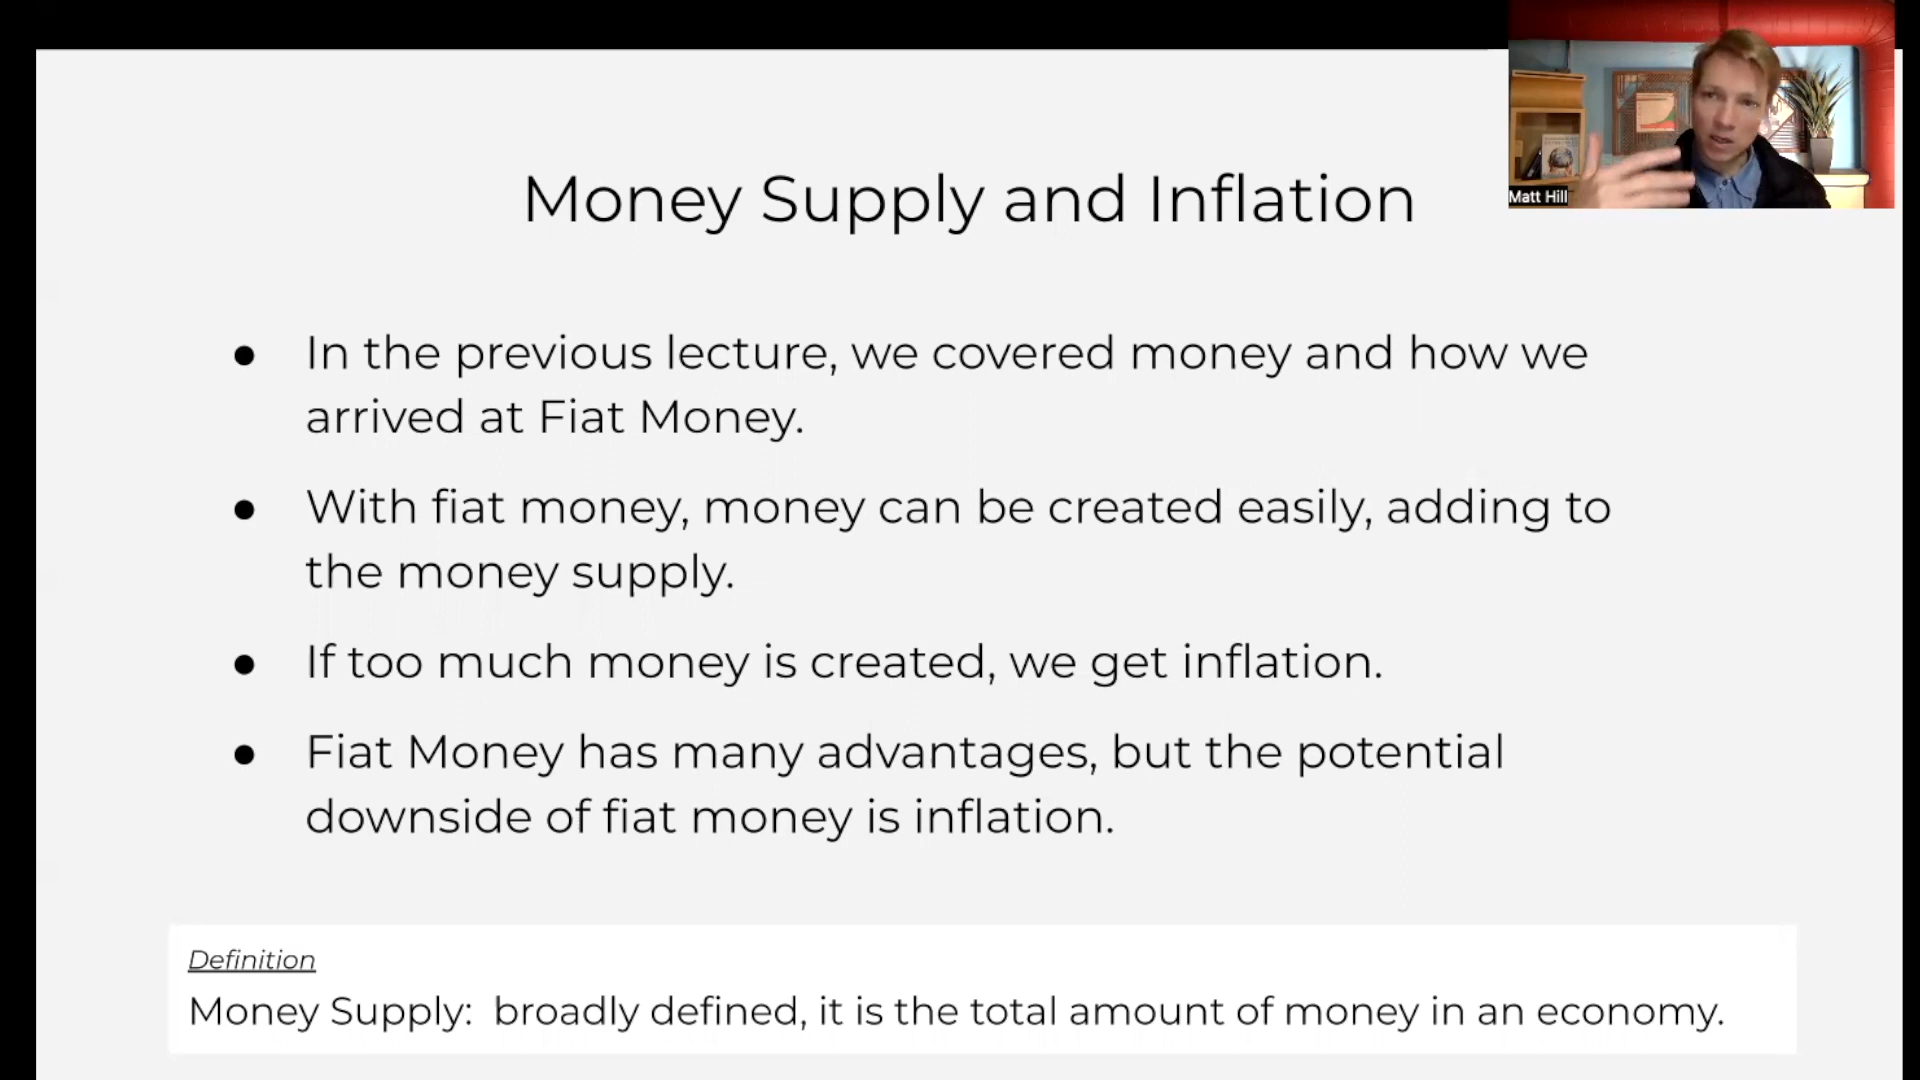 Matt Hill
Money Supply and Inflation
● In the previous lecture, we covered money and how we
arrived at Fiat Money.
● With fiat money, money can be created easily, adding to
the money supply.
● If too much money is created, we get inflation.
● Fiat Money has many advantages, but the potential
downside of fiat money is inflation.
Definition
Money Supply:  broadly defined, it is the total amount of money in an economy.